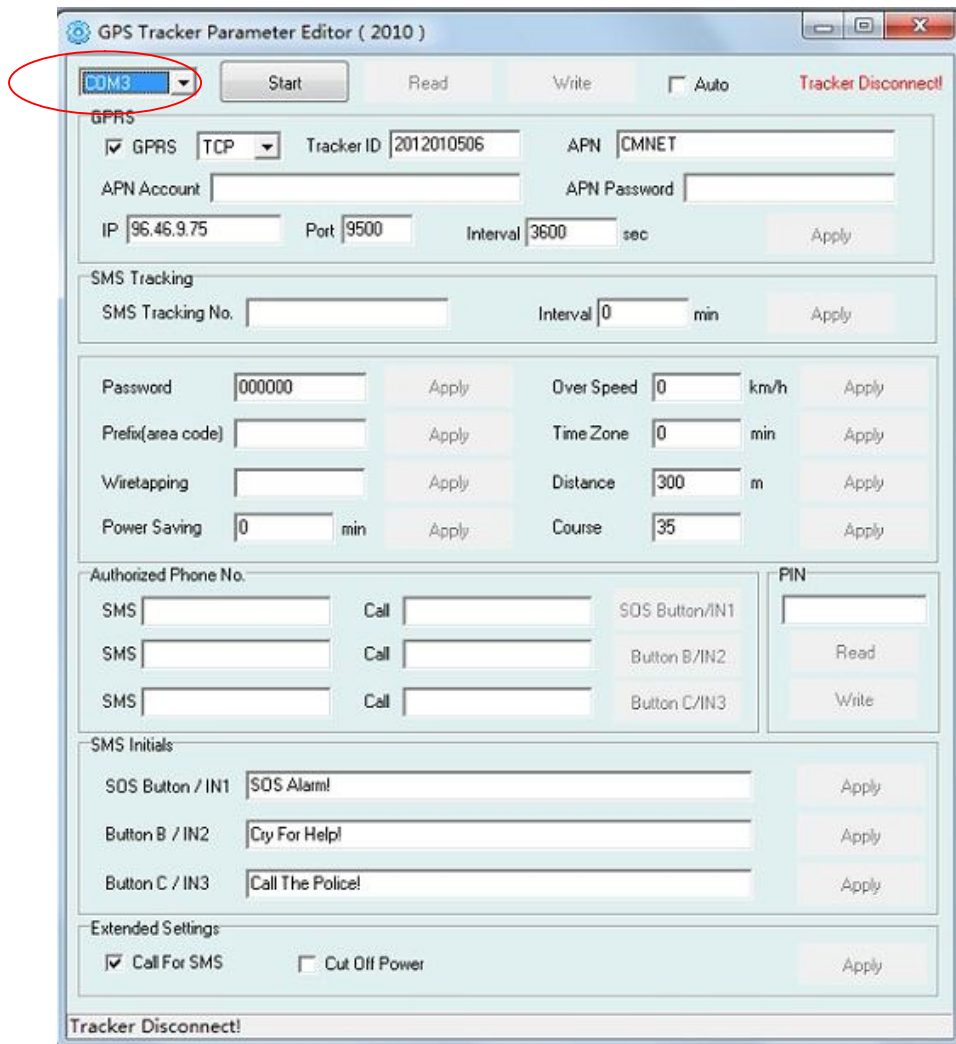 GPS Tracker Parameter Editor ( 2010 )
COM3 Start Read Write Auto Tracker Disconnect!
GPRS
GPRS TCP Tracker ID 2012010506 APN CMNET
APN Account APN Password
IP 96.46.9.75 Port 9500 Interval 3600 sec Apply
SMS Tracking
SMS Tracking No. Interval 0 min Apply
Password 000000 Apply Over Speed 0 km/h Apply
Prefix(area code) Apply Time Zone 0 min Apply
Wiretapping Apply Distance 300 m Apply
Power Saving 0 min Apply Course 35 Apply
Authorized Phone No. PIN
SMS Call SOS Button/IN1
SMS Call Button B/IN2 Read
SMS Call Button C/IN3 Write
SMS Initials
SOS Button / IN1 SOS Alarm! Apply
Button B / IN2 Cry For Help! Apply
Button C / IN3 Call The Police! Apply
Extended Settings
Call For SMS Cut Off Power Apply
Tracker Disconnect!